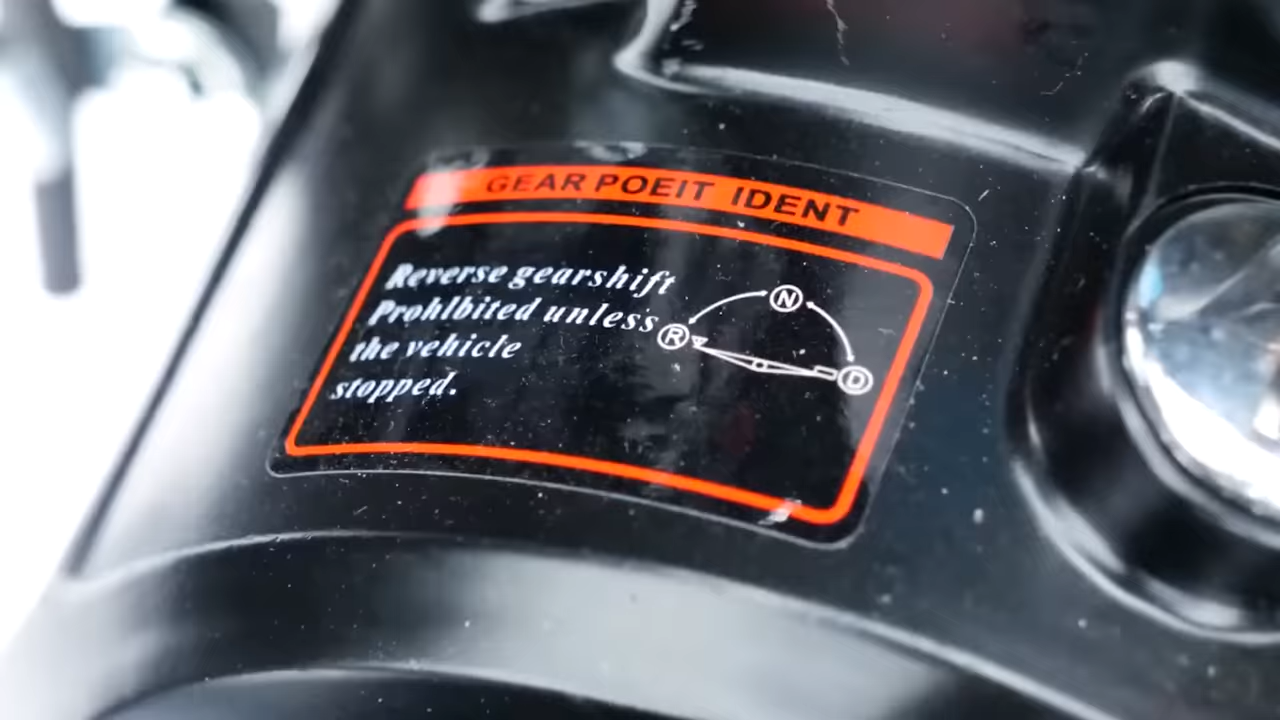 GEAR POEIT IDENT
Reverse gearshift
Prohlbited unless
the vehicle
stopped.
N
R
D